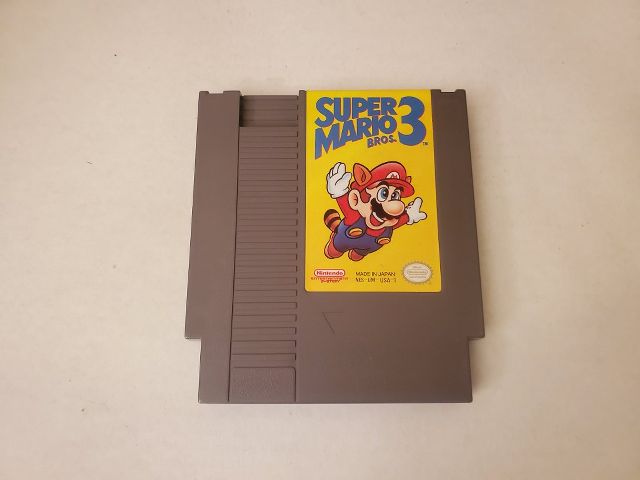 SUPER
MARIO 3
BROS. TM
Nintendo
MADE IN JAPAN
NES-UM-USA-1